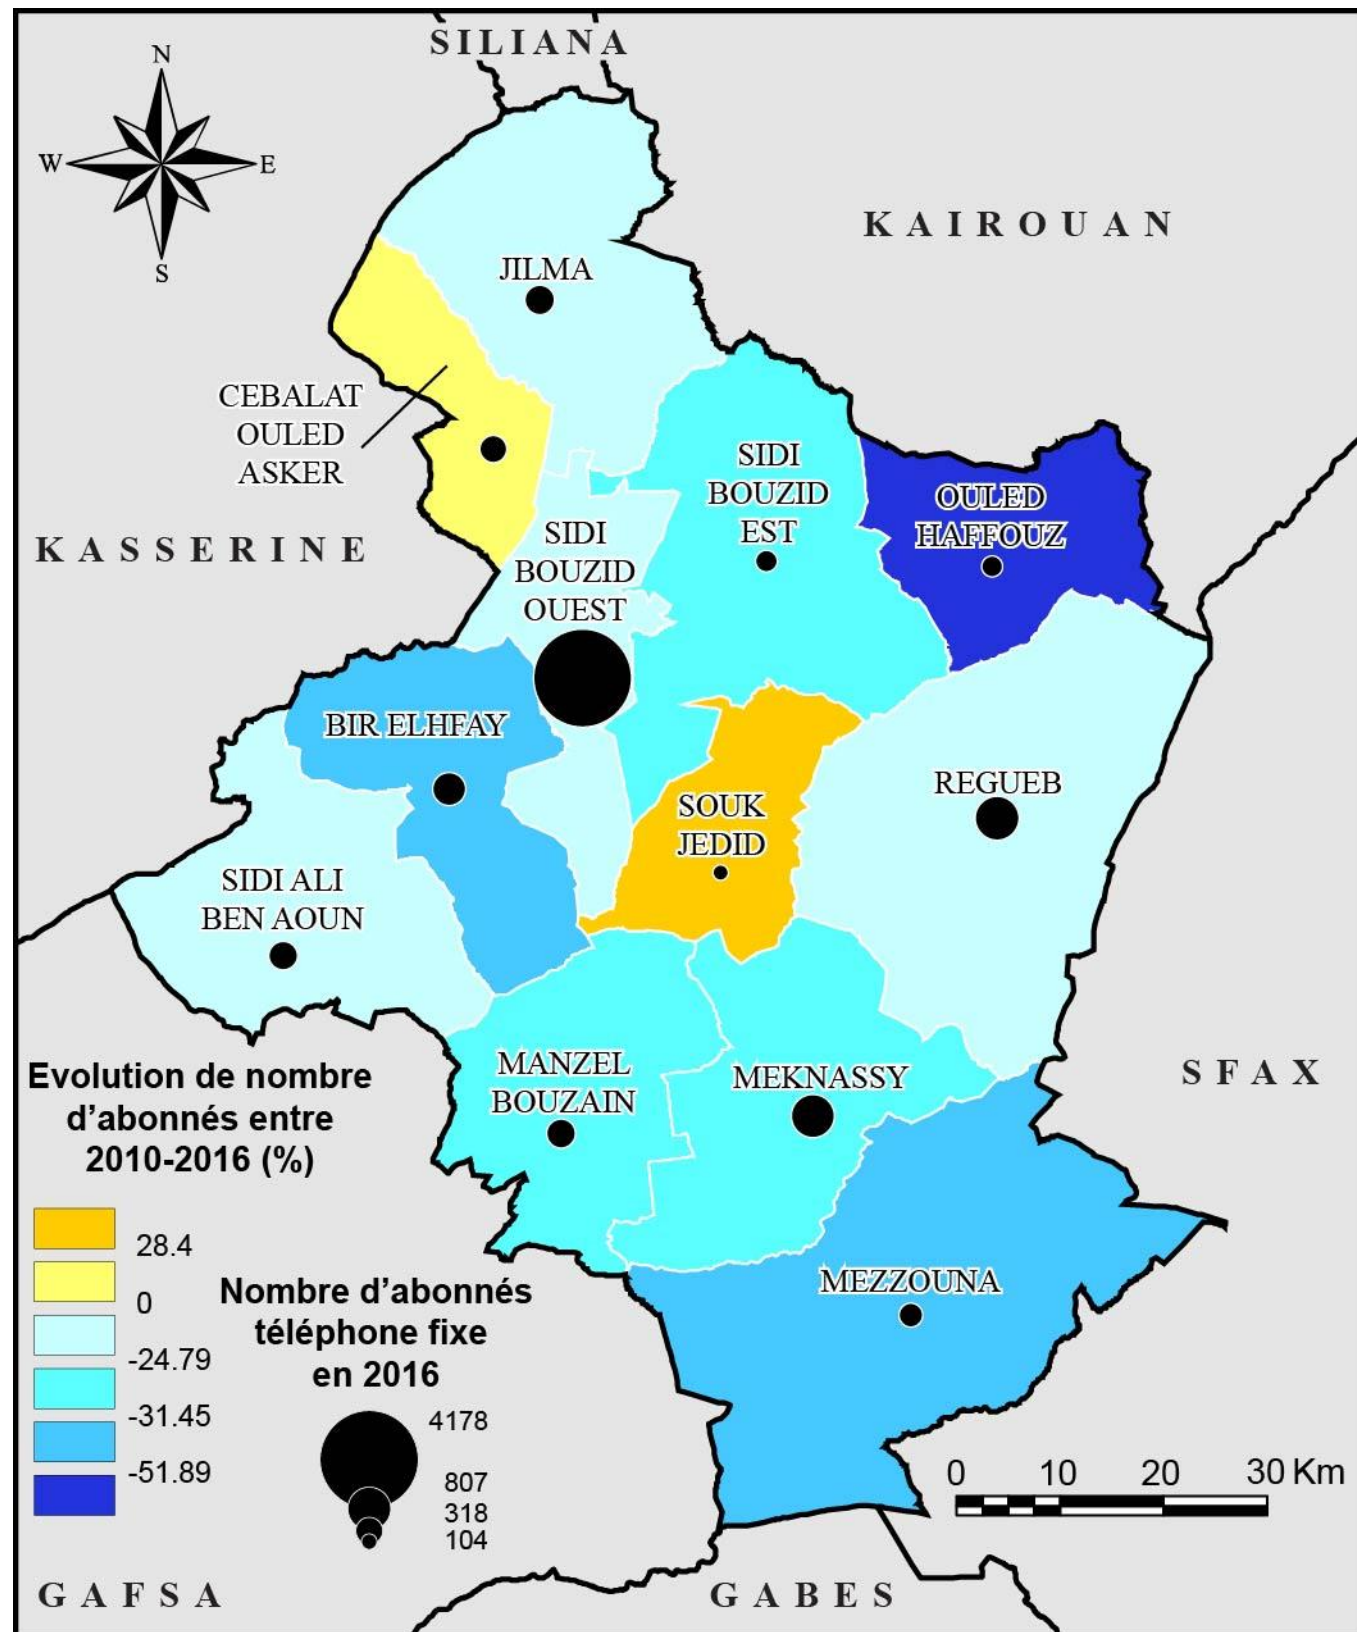 SILIANA
N
W
E
S
KAIROUAN
JILMA
CEBALAT
OULED
ASKER
SIDI
BOUZID
EST
OULED
HAFFOUZ
KASSERINE
SIDI
BOUZID
OUEST
BIR ELHFAY
REGUEB
SOUK
JEDID
SIDI ALI
BEN AOUN
MANZEL
BOUZAIN
MEKNASSY
SFAX
Evolution de nombre
d’abonnés entre
2010-2016 (%)
28.4
0
-24.79
-31.45
-51.89
MEZZOUNA
Nombre d’abonnés
téléphone fixe
en 2016
4178
807
318
104
0 10 20 30 Km
GAFSA
GABES